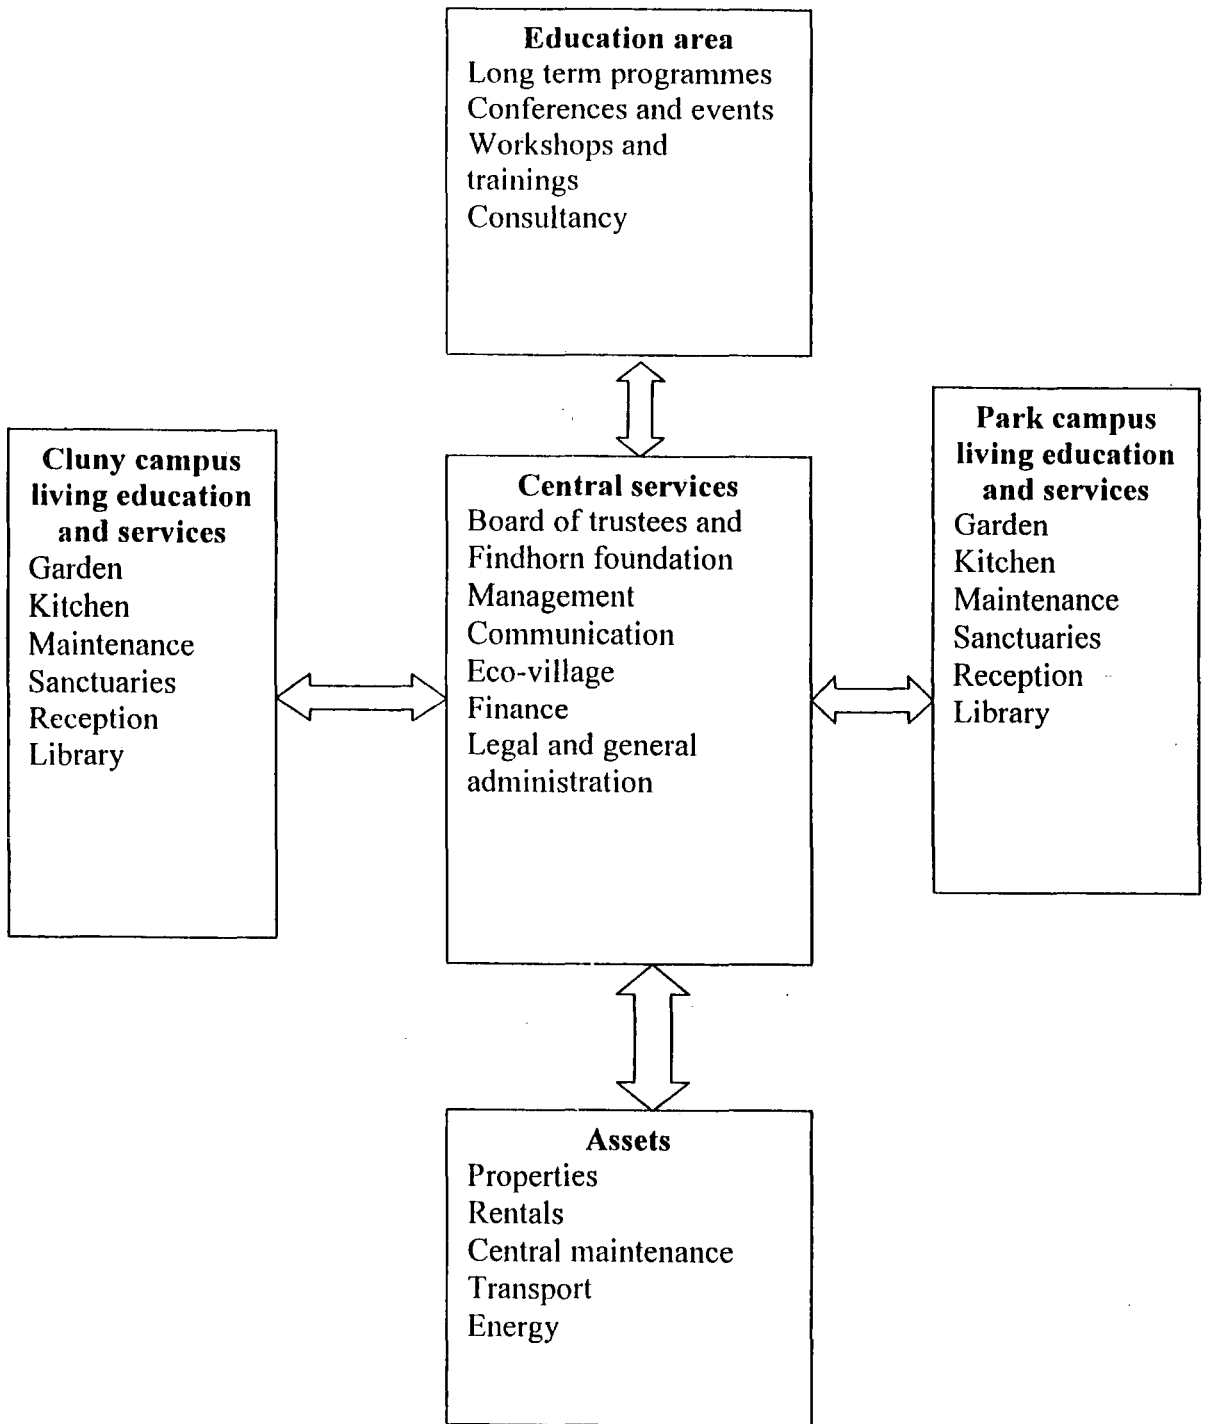 Education area
Long term programmes
Conferences and events
Workshops and
trainings
Consultancy
Cluny campus
living education
and services
Garden
Kitchen
Maintenance
Sanctuaries
Reception
Library
Central services
Board of trustees and
Findhorn foundation
Management
Communication
Eco-village
Finance
Legal and general
administration
Park campus
living education
and services
Garden
Kitchen
Maintenance
Sanctuaries
Reception
Library
Assets
Properties
Rentals
Central maintenance
Transport
Energy